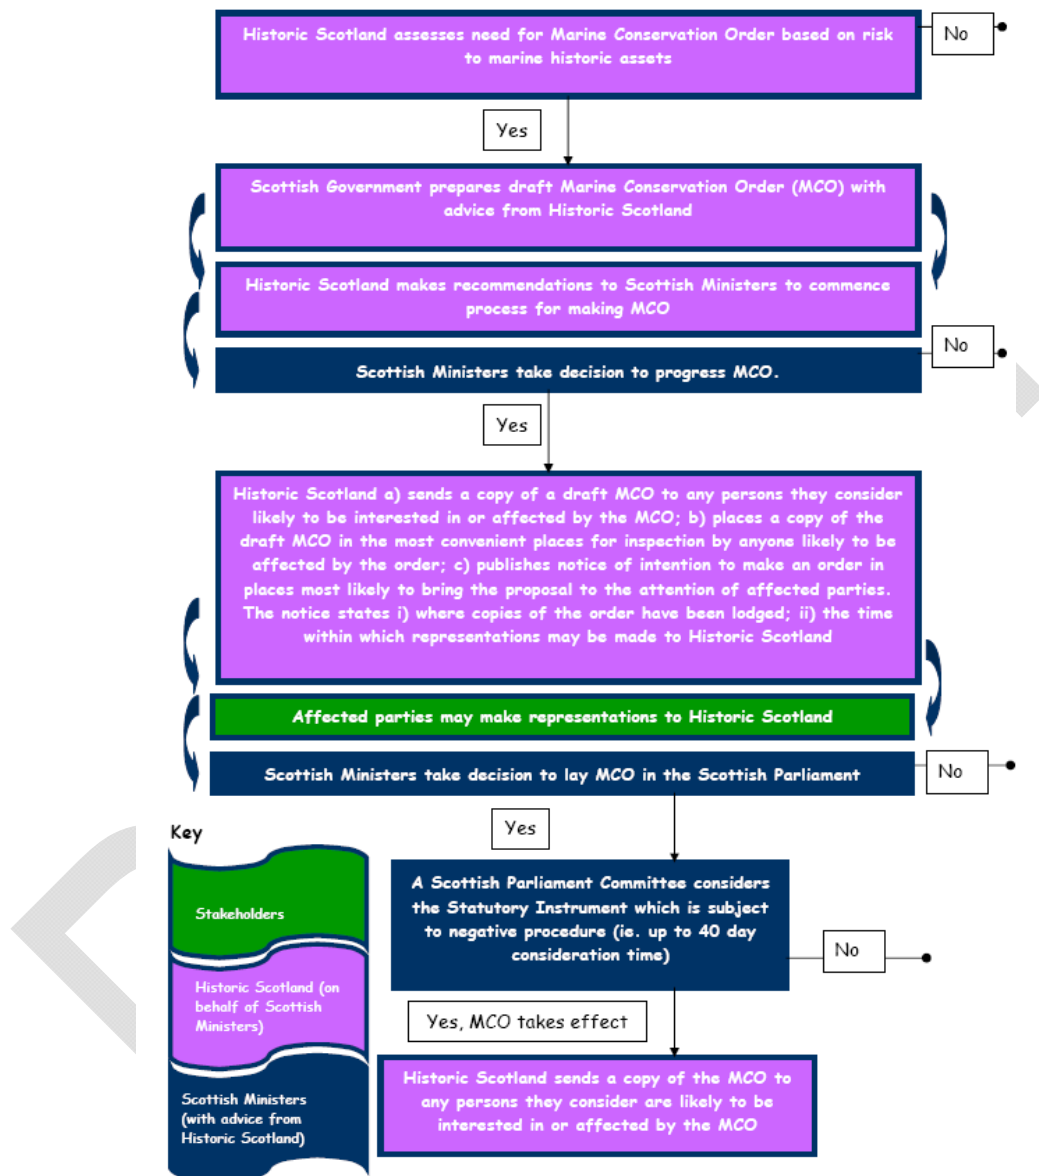 Historic Scotland assesses need for Marine Conservation Order based on risk
to marine historic assets
No
Yes
Scottish Government prepares draft Marine Conservation Order (MCO) with
advice from Historic Scotland
Historic Scotland makes recommendations to Scottish Ministers to commence
process for making MCO
No
Scottish Ministers take decision to progress MCO.
Yes
Historic Scotland a) sends a copy of a draft MCO to any persons they consider
likely to be interested in or affected by the MCO; b) places a copy of the
draft MCO in the most convenient places for inspection by anyone likely to be
affected by the order; c) publishes notice of intention to make an order in
places most likely to bring the proposal to the attention of affected parties.
The notice states i) where copies of the order have been lodged; ii) the time
within which representations may be made to Historic Scotland
Affected parties may make representations to Historic Scotland
Scottish Ministers take decision to lay MCO in the Scottish Parliament
No
Yes
A Scottish Parliament Committee considers
the Statutory Instrument which is subject
to negative procedure (ie. up to 40 day
consideration time)
No
Yes, MCO takes effect
Historic Scotland sends a copy of the MCO to
any persons they consider are likely to be
interested in or affected by the MCO
Key
Stakeholders
Historic Scotland (on
behalf of Scottish
Ministers)
Scottish Ministers
(with advice from
Historic Scotland)